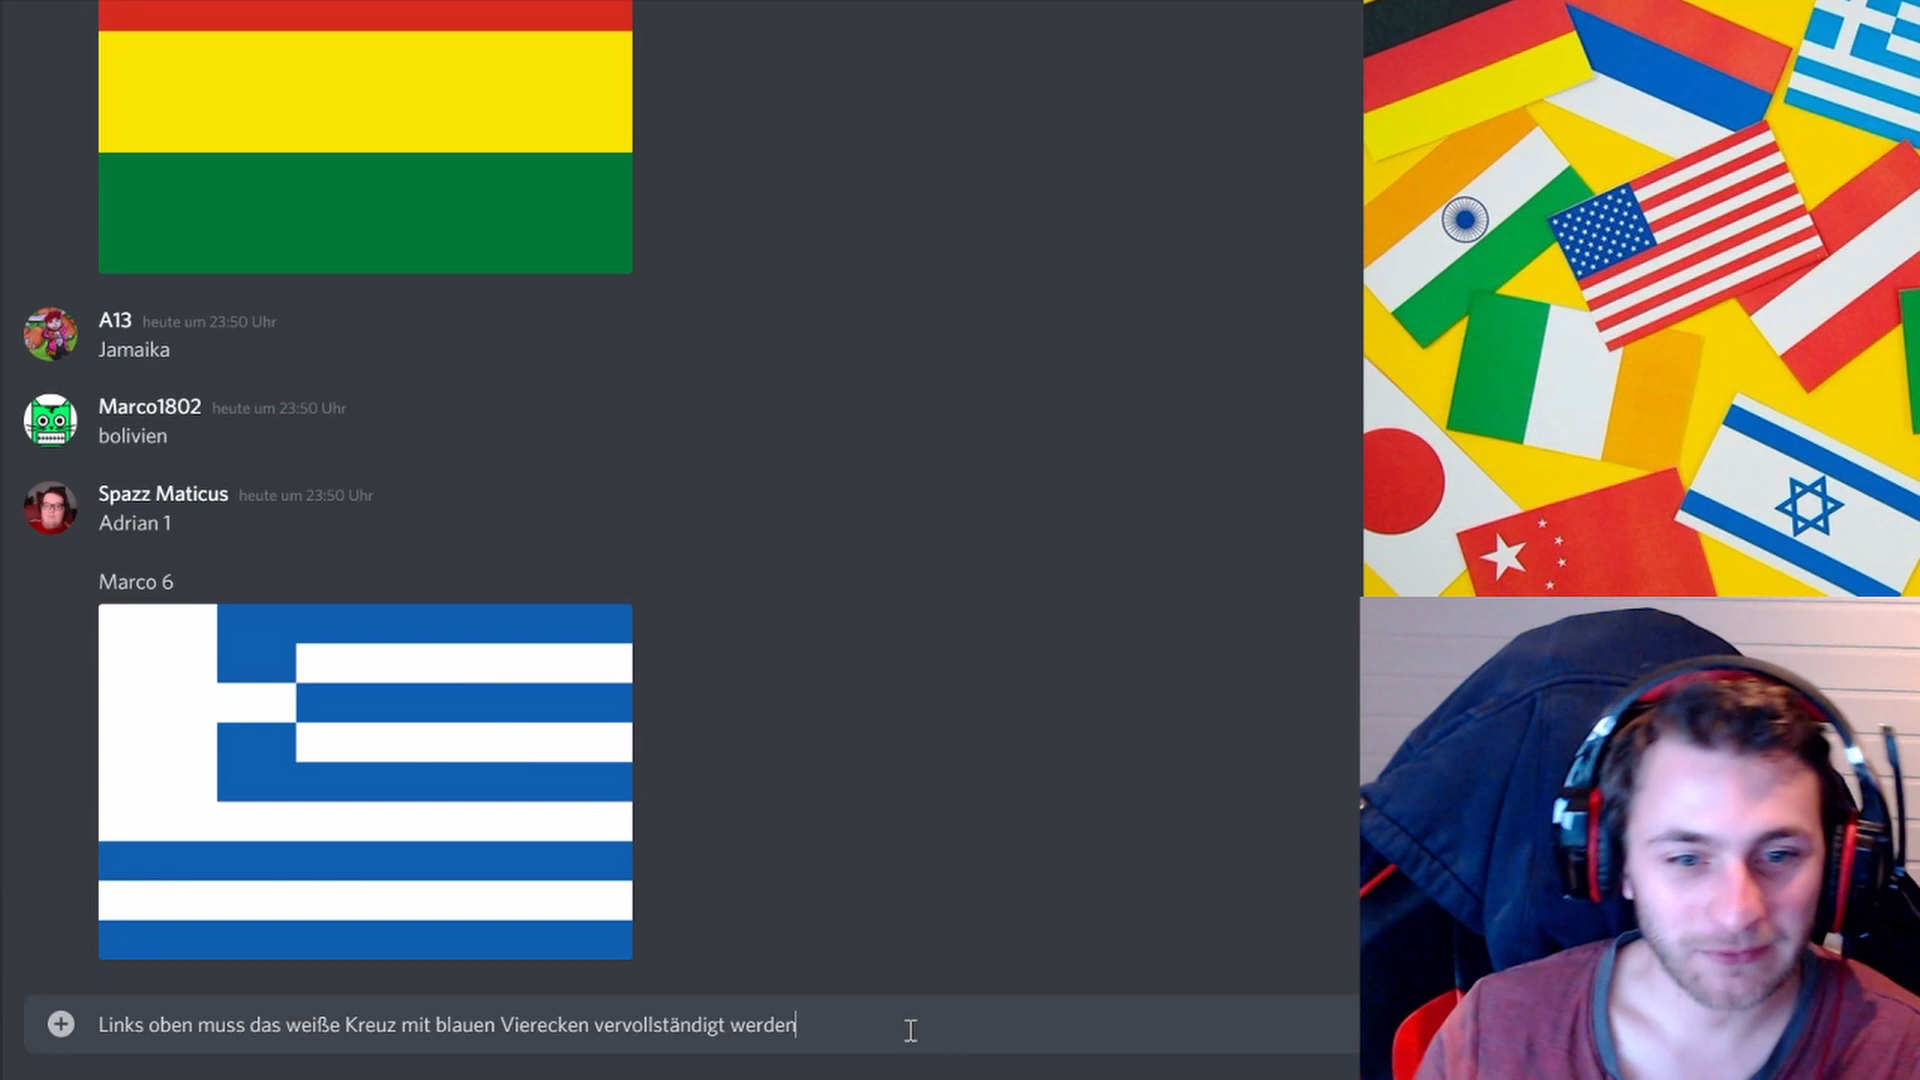 A13 heute um 23:50 Uhr
Jamaika
Marco1802 heute um 23:50 Uhr
bolivien
Spazz Maticus heute um 23:50 Uhr
Adrian 1
Marco 6
Links oben muss das weiße Kreuz mit blauen Vierecken vervollständigt werden